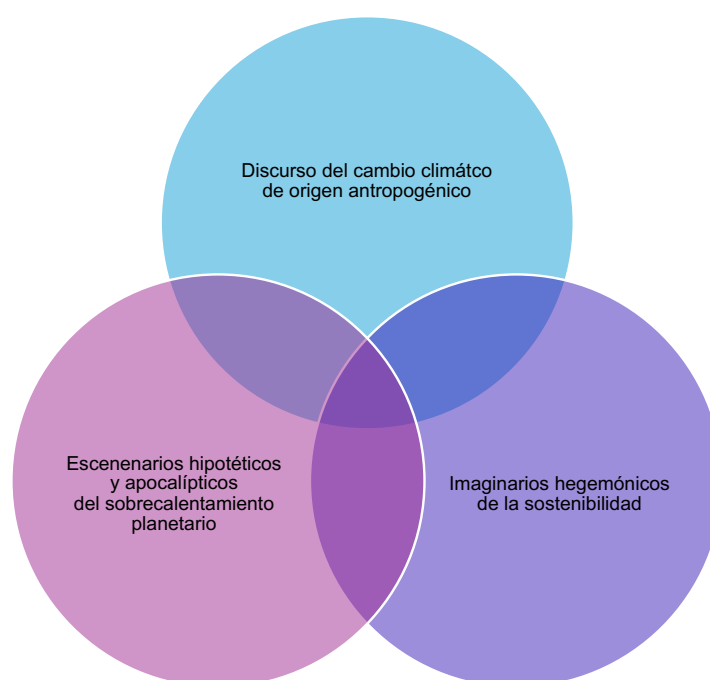 Discurso del cambio climátco
de origen antropogénico
Escenenarios hipotéticos
y apocalípticos
del sobrecalentamiento
planetario
Imaginarios hegemónicos
de la sostenibilidad